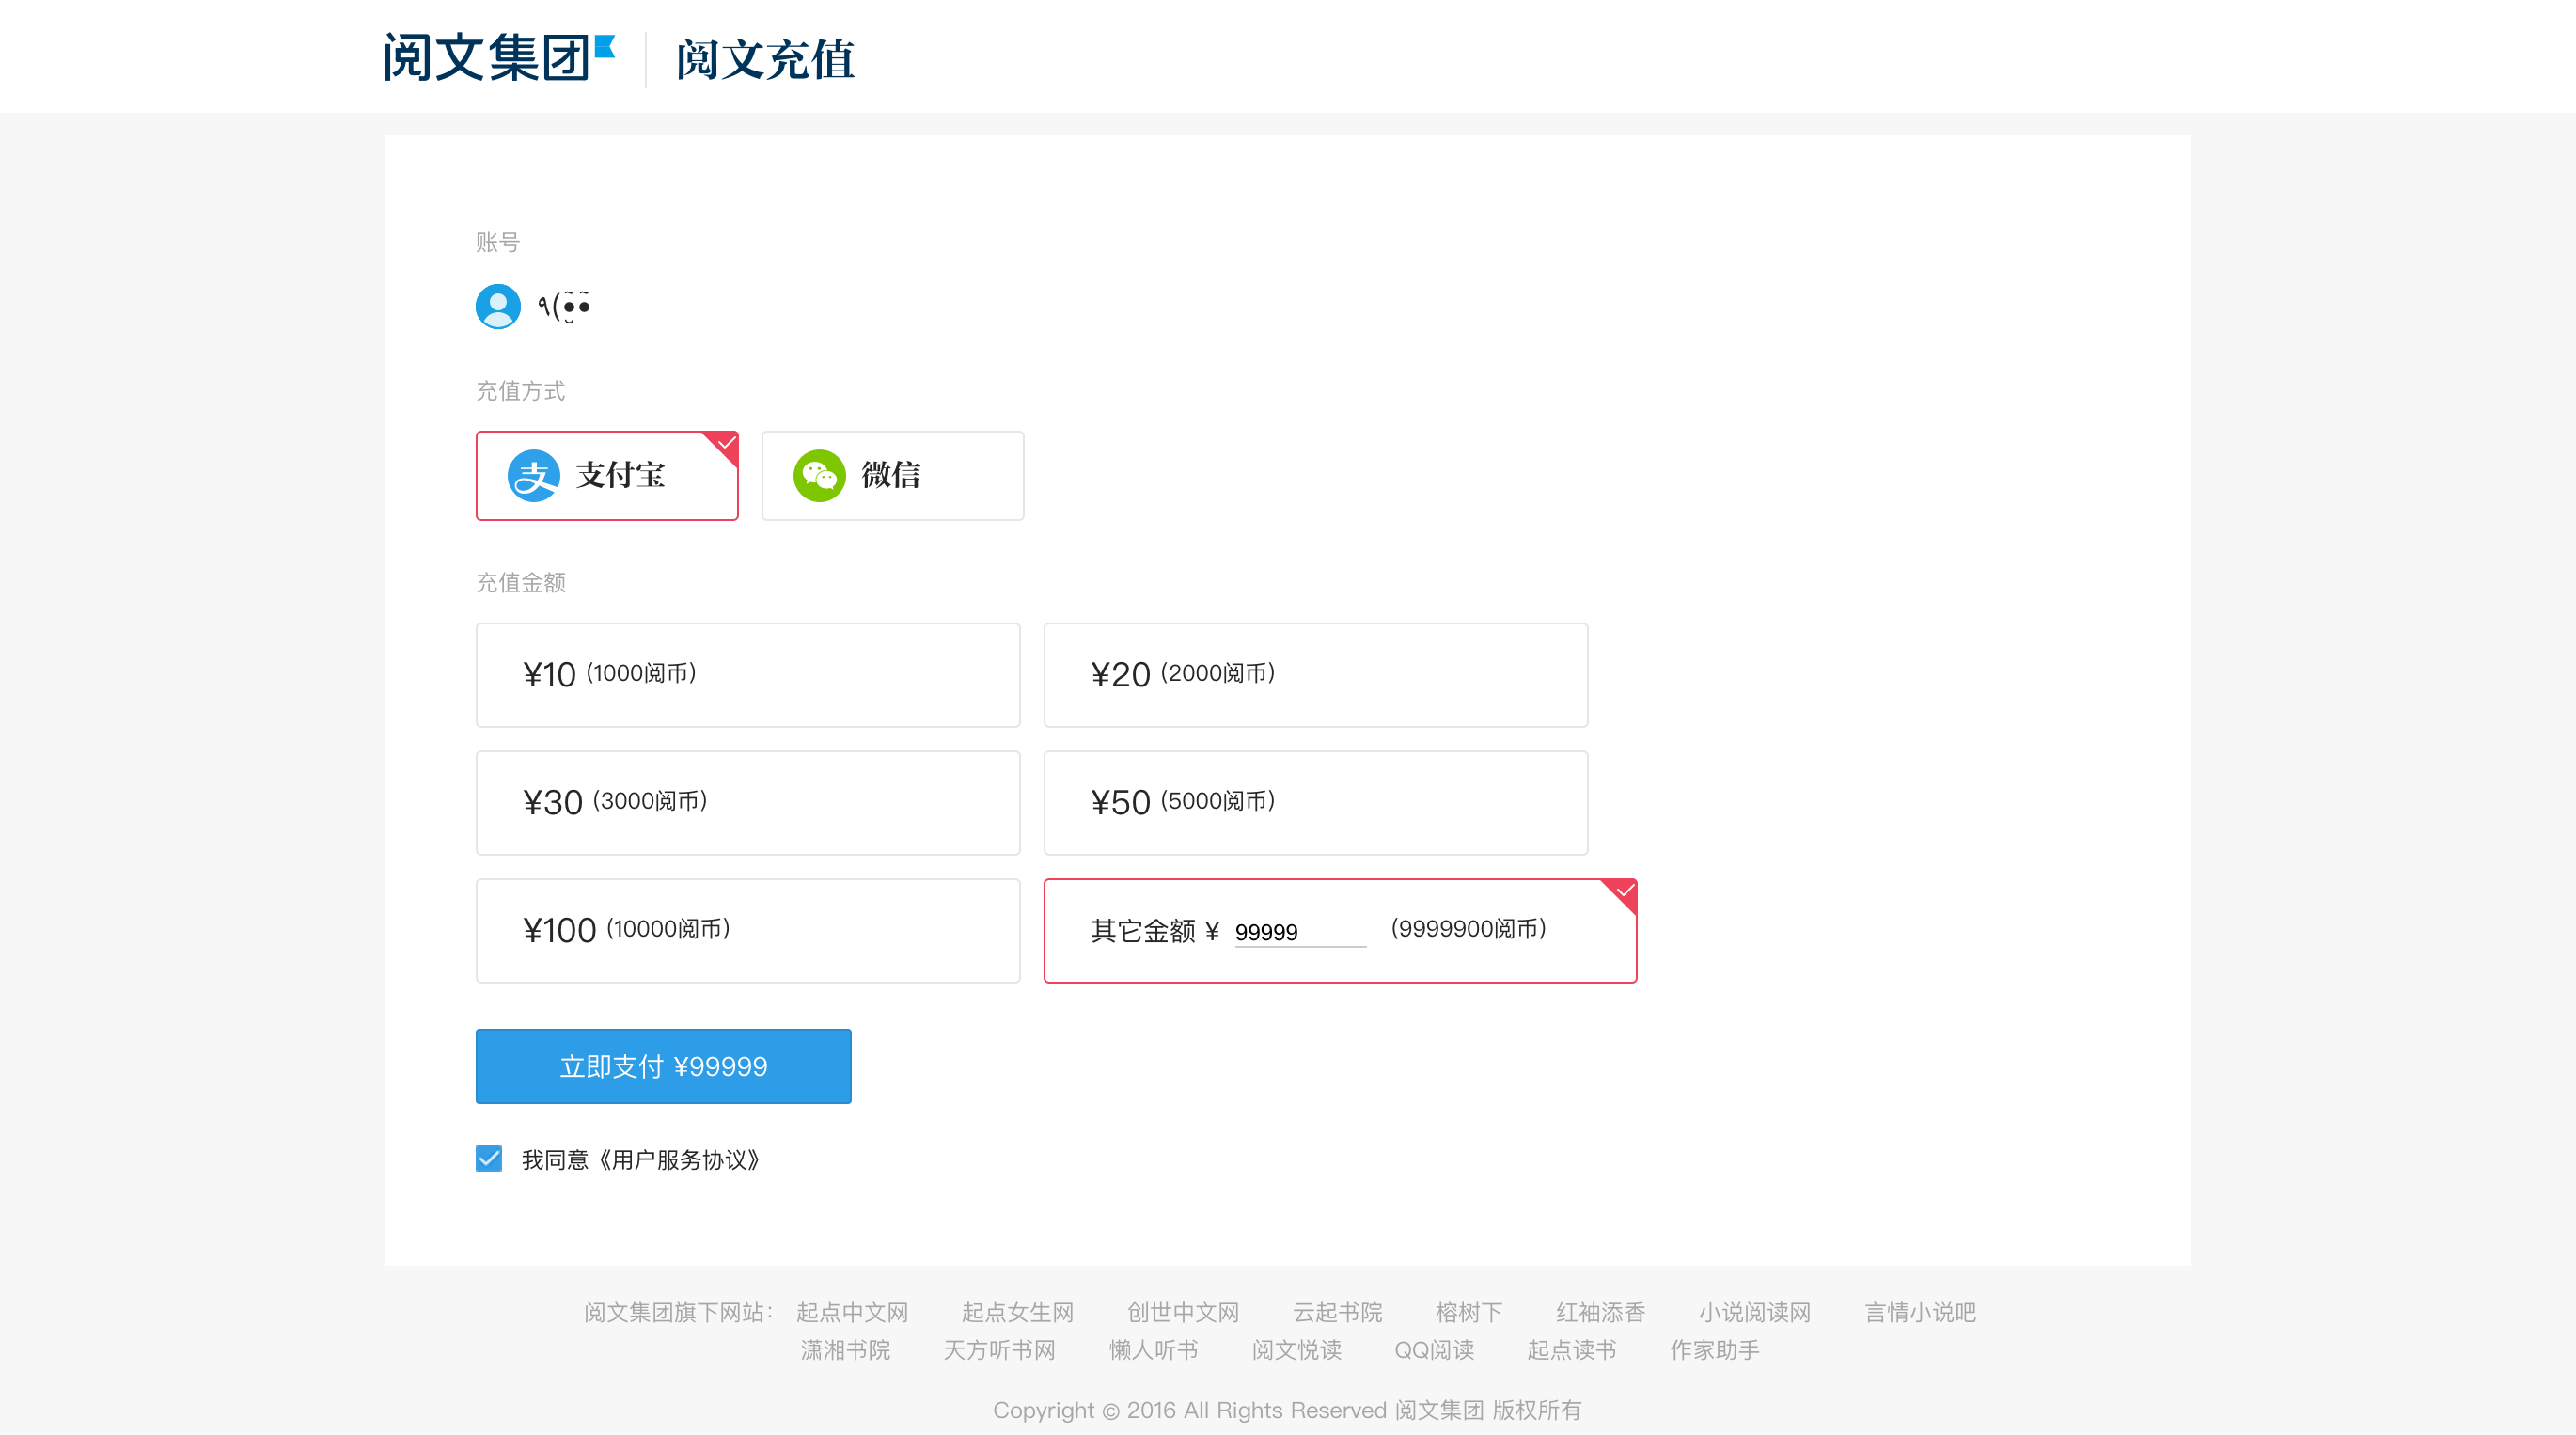 阅文集团 阅文充值
账号
٩(•̮̃•̃
充值方式
支付宝 微信
充值金额
¥10 (1000阅币) ¥20 (2000阅币)
¥30 (3000阅币) ¥50 (5000阅币)
¥100 (10000阅币) 其它金额 ¥ 99999 (9999900阅币)
立即支付 ¥99999
我同意《用户服务协议》
阅文集团旗下网站： 起点中文网 起点女生网 创世中文网 云起书院 榕树下 红袖添香 小说阅读网 言情小说吧
潇湘书院 天方听书网 懒人听书 阅文悦读 QQ阅读 起点读书 作家助手
Copyright © 2016 All Rights Reserved 阅文集团 版权所有